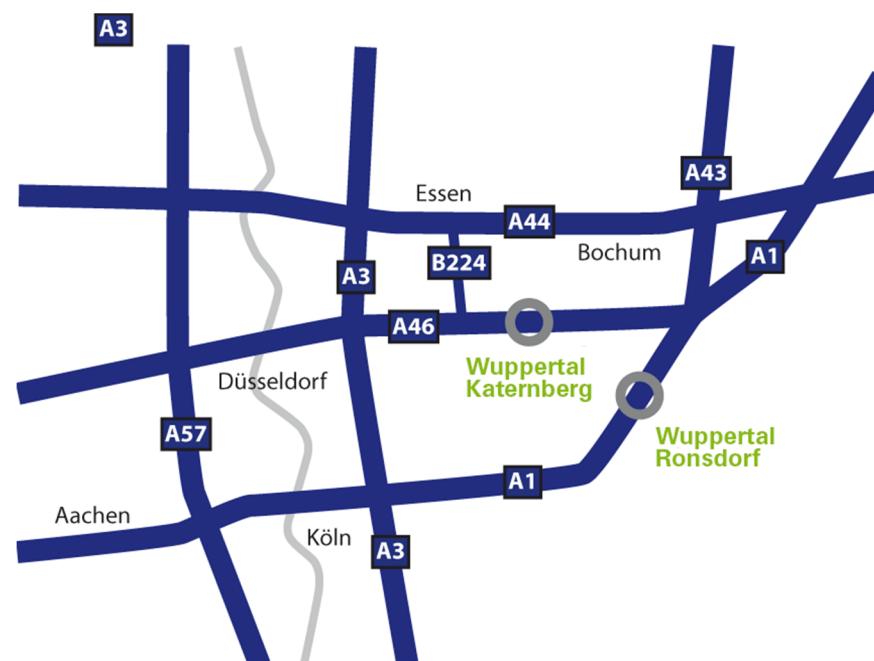 A3
A43
Essen
A44
Bochum
A1
B224
A3
A46
Wuppertal
Katernberg
Düsseldorf
A57
Wuppertal
Ronsdorf
A1
Aachen
Köln
A3